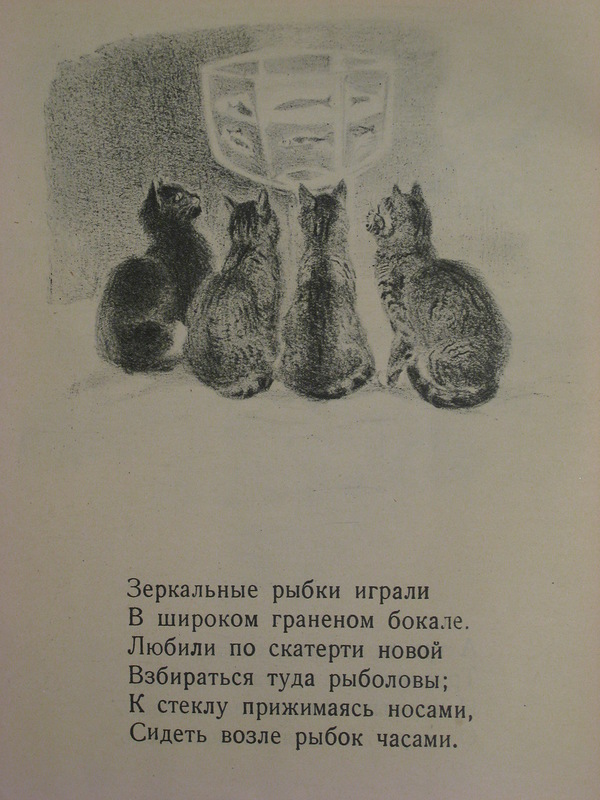 Зеркальные рыбки играли
В широком граненом бокале.
Любили по скатерти новой
Взбираться туда рыболовы;
К стеклу прижимаясь носами,
Сидеть возле рыбок часами.